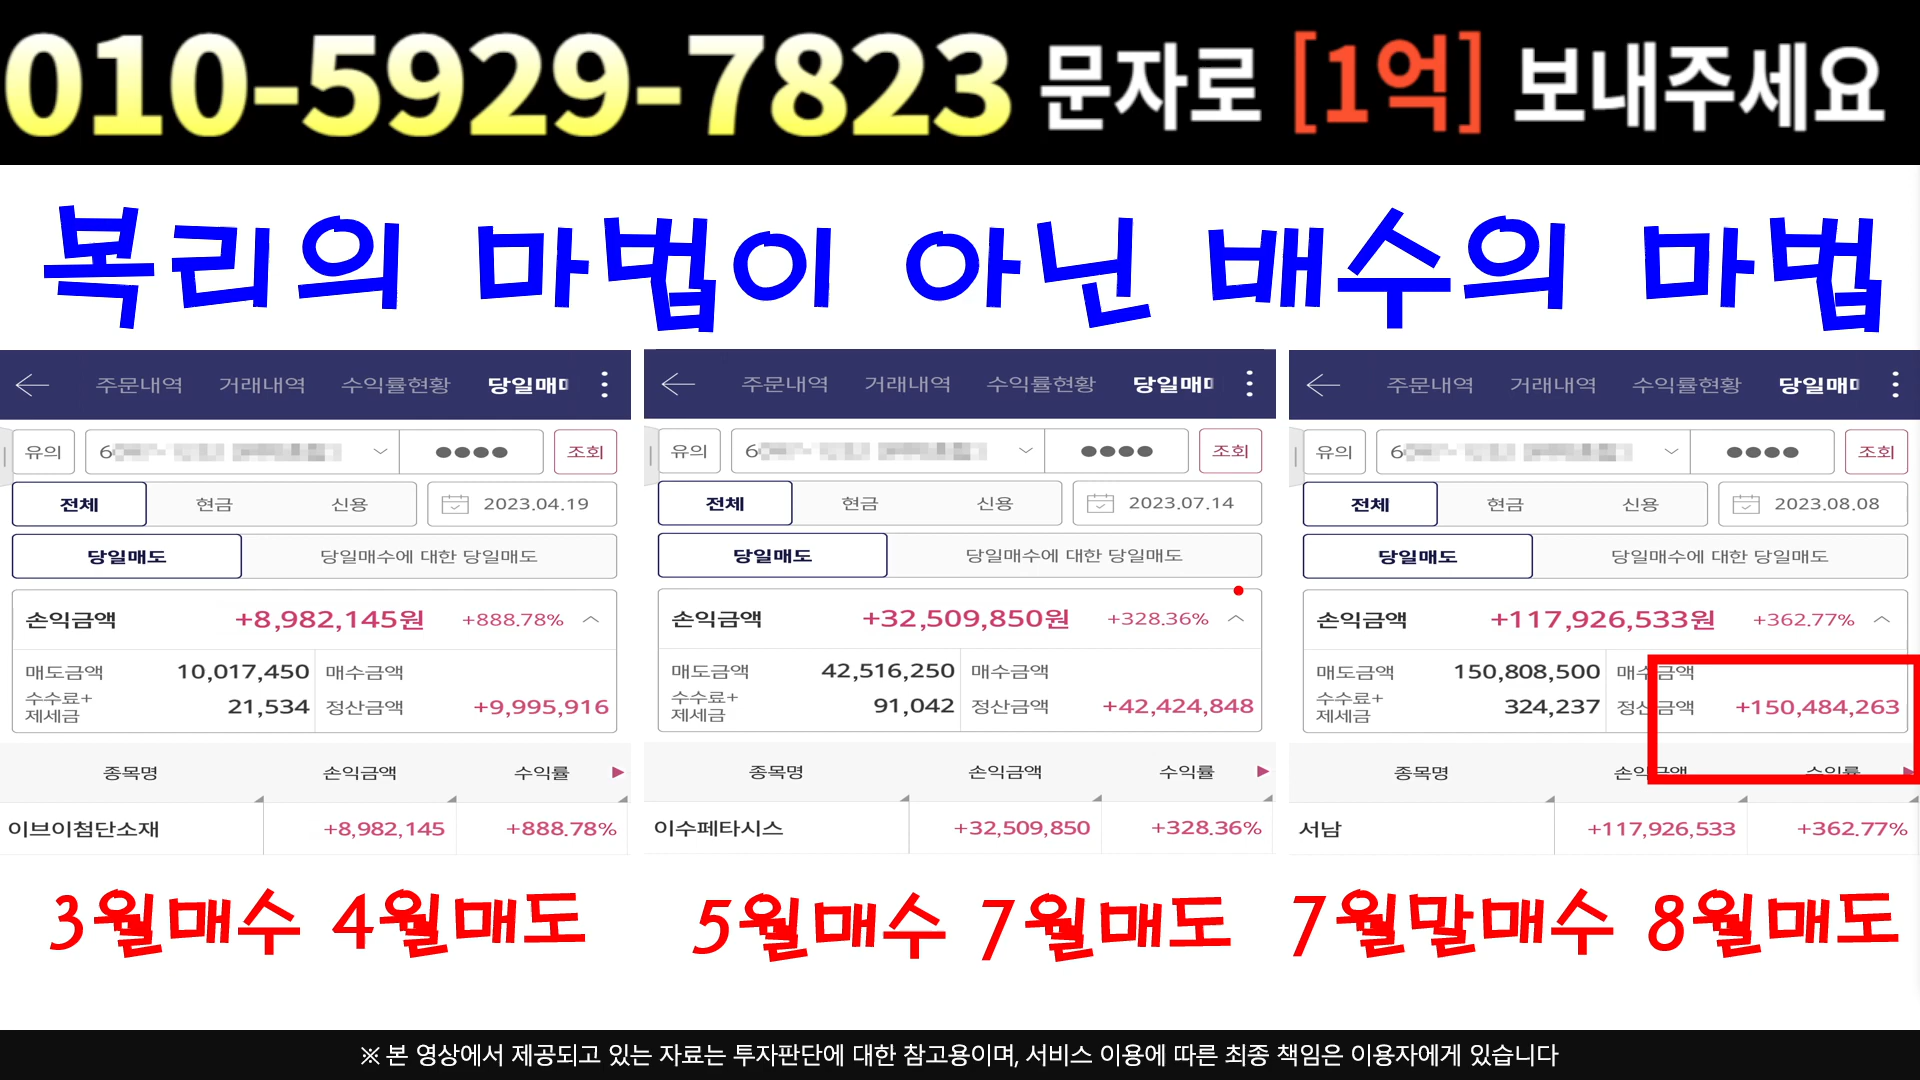 010-5929-7823 문자로 [1억] 보내주세요
복리의 마법이 아닌 배수의 마법
주문내역 거래내역 수익률현황 당일매
유의 6 ●●●● 조회
전체 현금 신용 2023.04.19
당일매도 당일매수에 대한 당일매도
손익금액 +8,982,145원 +888.78%
매도금액 10,017,450 매수금액
수수료+
제세금 21,534 정산금액 +9,995,916
종목명 손익금액 수익률
이브이첨단소재 +8,982,145 +888.78%
3월매수 4월매도
주문내역 거래내역 수익률현황 당일매
유의 6 ●●●● 조회
전체 현금 신용 2023.07.14
당일매도 당일매수에 대한 당일매도
손익금액 +32,509,850원 +328.36%
매도금액 42,516,250 매수금액
수수료+
제세금 91,042 정산금액 +42,424,848
종목명 손익금액 수익률
이수페타시스 +32,509,850 +328.36%
5월매수 7월매도
주문내역 거래내역 수익률현황 당일매
유의 6 ●●●● 조회
전체 현금 신용 2023.08.08
당일매도 당일매수에 대한 당일매도
손익금액 +117,926,533원 +362.77%
매도금액 150,808,500 매수금액
수수료+
제세금 324,237 정산금액 +150,484,263
종목명 손익금액 수익률
서남 +117,926,533 +362.77%
7월말매수 8월매도
※ 본 영상에서 제공되고 있는 자료는 투자판단에 대한 참고용이며, 서비스 이용에 따른 최종 책임은 이용자에게 있습니다